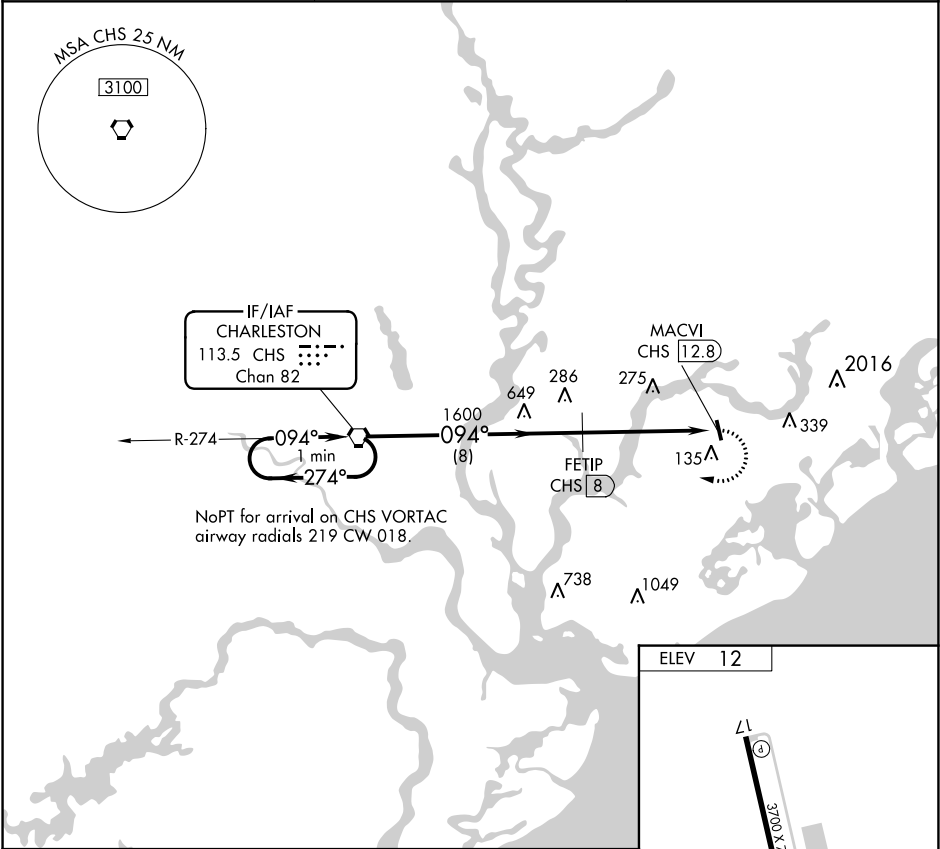 MSA CHS 25 NM
3100
IF/IAF
CHARLESTON
113.5 CHS
Chan 82
R-274
094°
1 min
274°
NoPT for arrival on CHS VORTAC
airway radials 219 CW 018.
1600
094°
(8)
649
286
275
MACVI
CHS 12.8
2016
339
135
FETIP
CHS 8
738
1049
ELEV 12
17
P
3700 X